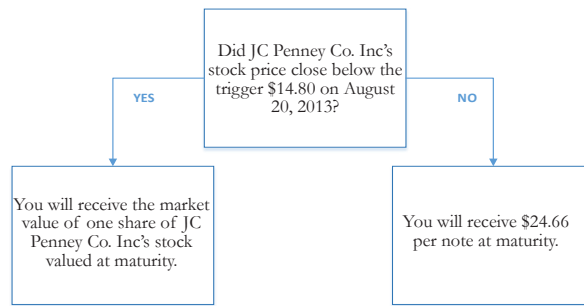 Did JC Penney Co. Inc's
stock price close below the
trigger $14.80 on August
20, 2013?
YES
NO
You will receive the market
value of one share of JC
Penney Co. Inc's stock
valued at maturity.
You will receive $24.66
per note at maturity.